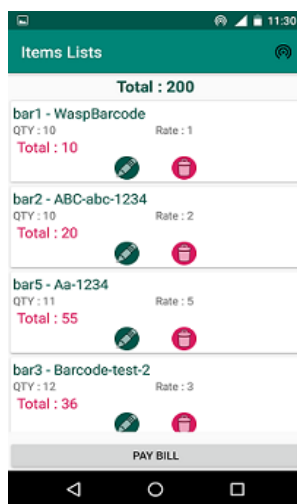 11:30
Items Lists
Total : 200
bar1 - WaspBarcode
QTY : 10 Rate : 1
Total : 10
bar2 - ABC-abc-1234
QTY : 10 Rate : 2
Total : 20
bar5 - Aa-1234
QTY : 11 Rate : 5
Total : 55
bar3 - Barcode-test-2
QTY : 12 Rate : 3
Total : 36
PAY BILL